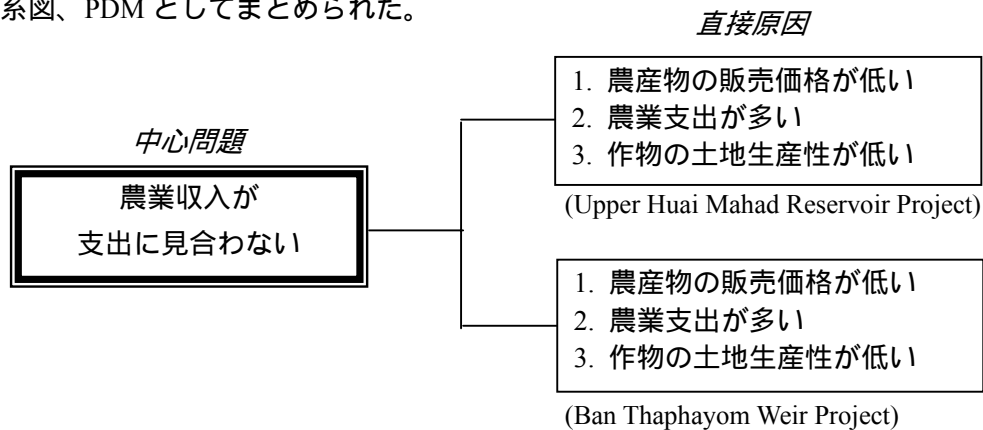 系図、PDM としてまとめられた。
直接原因
1. 農産物の販売価格が低い
2. 農業支出が多い
3. 作物の土地生産性が低い
(Upper Huai Mahad Reservoir Project)
中心問題
農業収入が
支出に見合わない
1. 農産物の販売価格が低い
2. 農業支出が多い
3. 作物の土地生産性が低い
(Ban Thaphayom Weir Project)